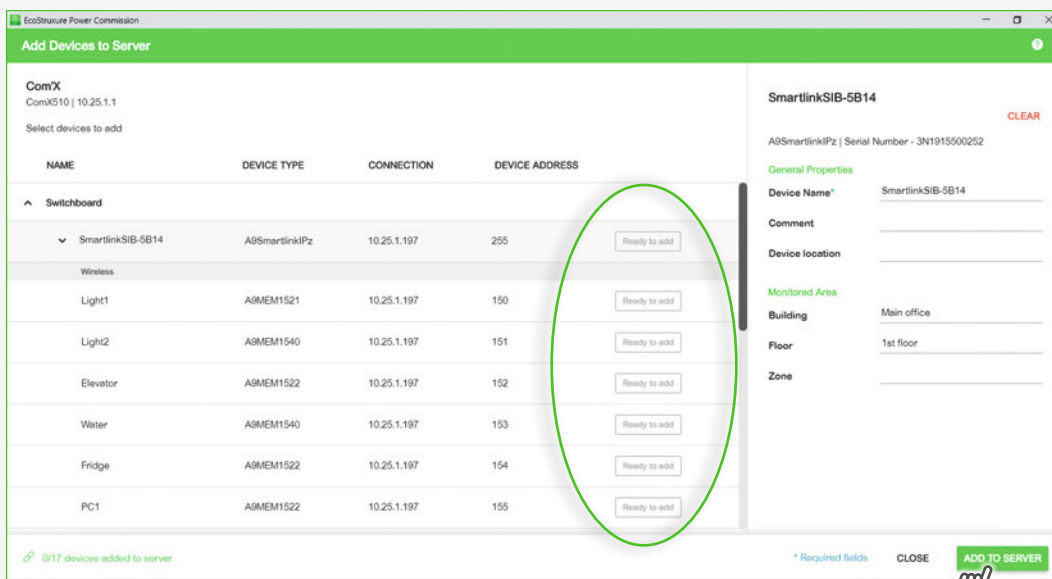 EcoStruxure Power Commission
Add Devices to Server
?
Com'X
ComX510 | 10.25.1.1
Select devices to add
NAME DEVICE TYPE CONNECTION DEVICE ADDRESS
Switchboard
SmartlinkSIB-5B14 A9SmartlinkIPz 10.25.1.197 255 Ready to add
Wireless
Light1 A9MEM1521 10.25.1.197 150 Ready to add
Light2 A9MEM1540 10.25.1.197 151 Ready to add
Elevator A9MEM1522 10.25.1.197 152 Ready to add
Water A9MEM1540 10.25.1.197 153 Ready to add
Fridge A9MEM1522 10.25.1.197 154 Ready to add
PC1 A9MEM1522 10.25.1.197 155 Ready to add
SmartlinkSIB-5B14
CLEAR
A9SmartlinkIPz | Serial Number - 3N1915500252
General Properties
Device Name* SmartlinkSIB-5B14
Comment
Device location
Monitored Area
Building Main office
Floor 1st floor
Zone
0/17 devices added to server
* Required fields CLOSE ADD TO SERVER